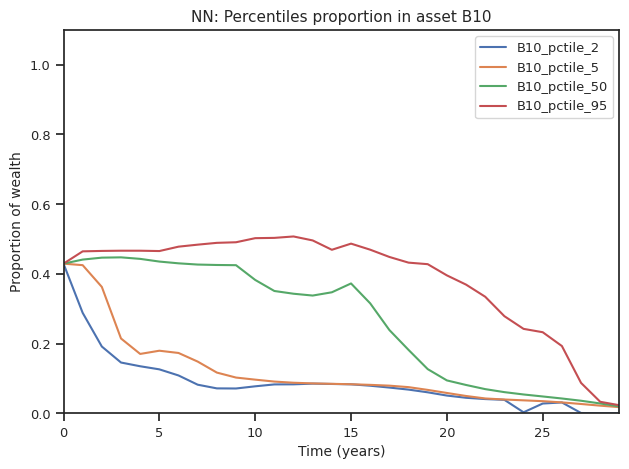 NN: Percentiles proportion in asset B10
B10_pctile_2
B10_pctile_5
B10_pctile_50
B10_pctile_95
Proportion of wealth
1.0
0.8
0.6
0.4
0.2
0.0
0 5 10 15 20 25
Time (years)